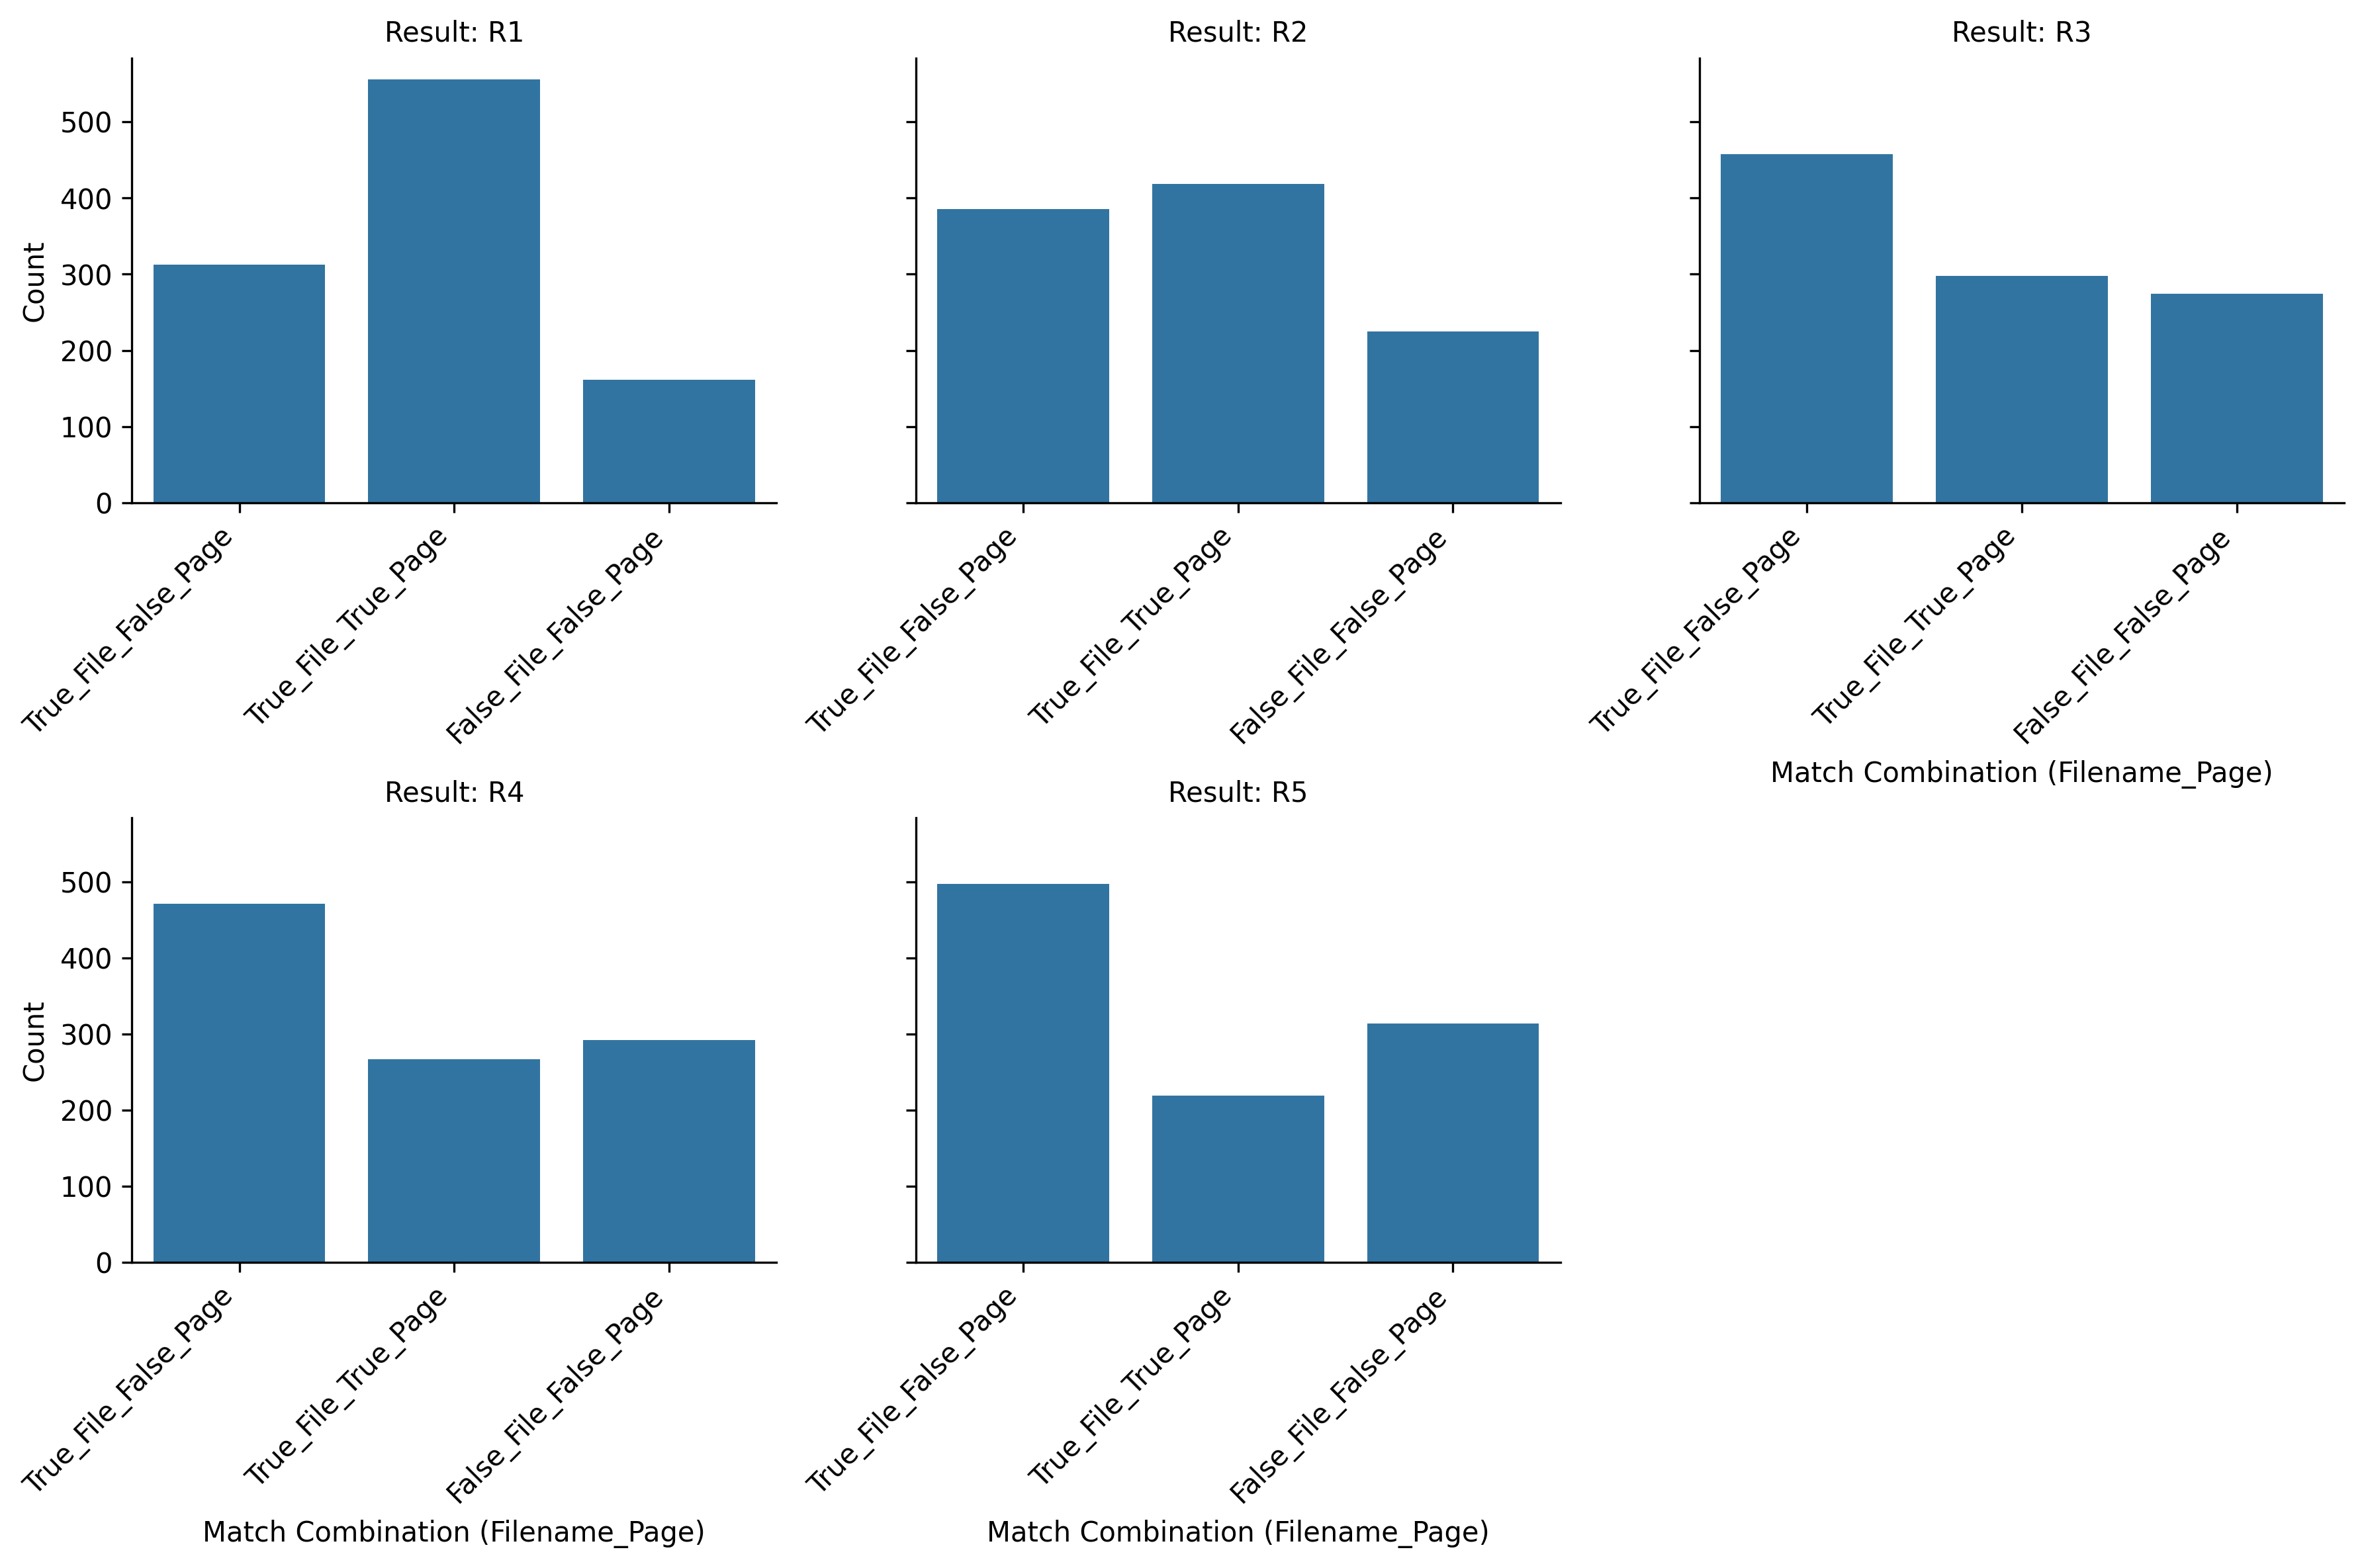 Result: R1
Count
500
400
300
200
100
0
True_File_False_Page
True_File_True_Page
False_File_False_Page
Result: R2
True_File_False_Page
True_File_True_Page
False_File_False_Page
Result: R3
True_File_False_Page
True_File_True_Page
False_File_False_Page
Match Combination (Filename_Page)
Result: R4
Count
500
400
300
200
100
0
True_File_False_Page
True_File_True_Page
False_File_False_Page
Match Combination (Filename_Page)
Result: R5
True_File_False_Page
True_File_True_Page
False_File_False_Page
Match Combination (Filename_Page)